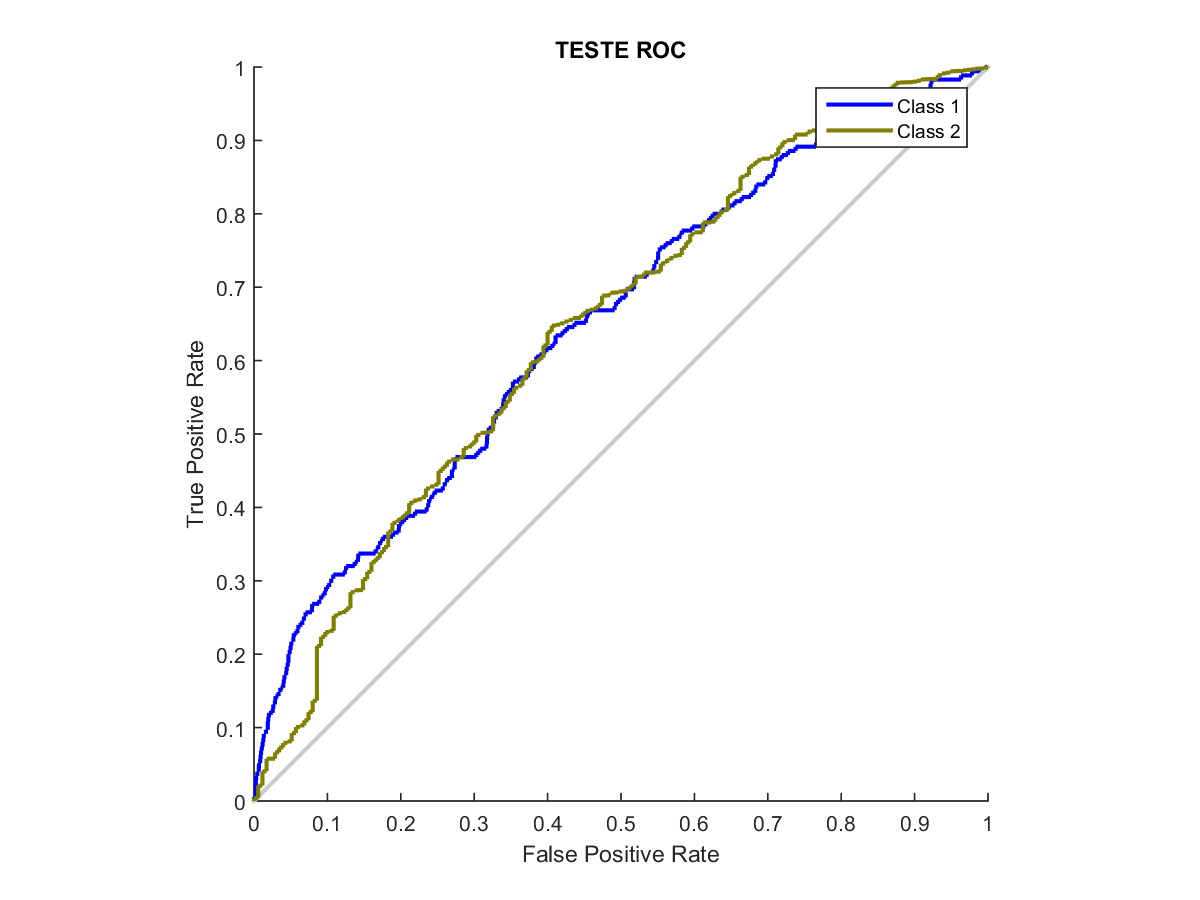 TESTE ROC
1
0.9
0.8
0.7
0.6
0.5
0.4
0.3
0.2
0.1
0
True Positive Rate
Class 1
Class 2
0 0.1 0.2 0.3 0.4 0.5 0.6 0.7 0.8 0.9 1
False Positive Rate